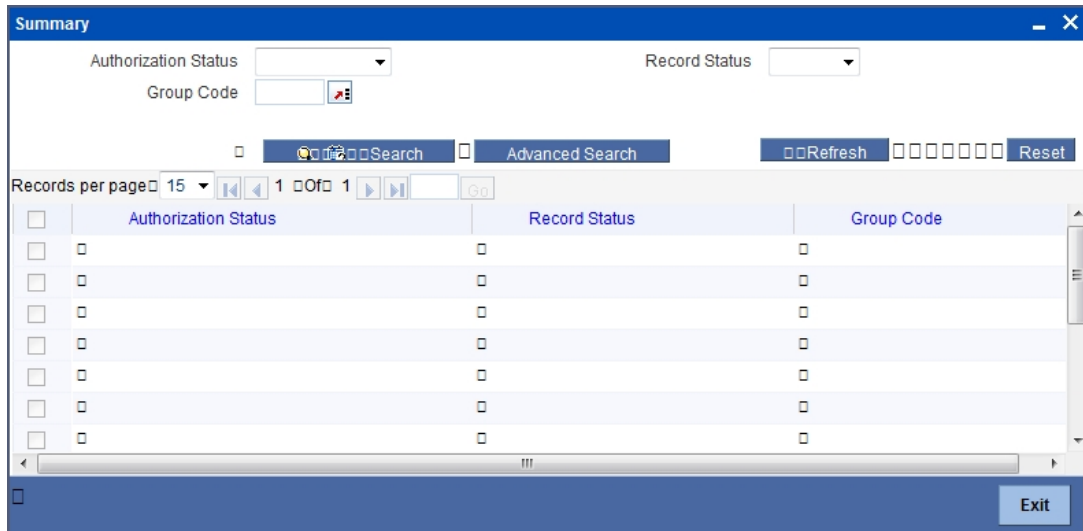 Summary
Authorization Status Record Status
Group Code
Search Advanced Search Refresh Reset
Records per page 15 1 Of 1 Go
Authorization Status Record Status Group Code
Exit